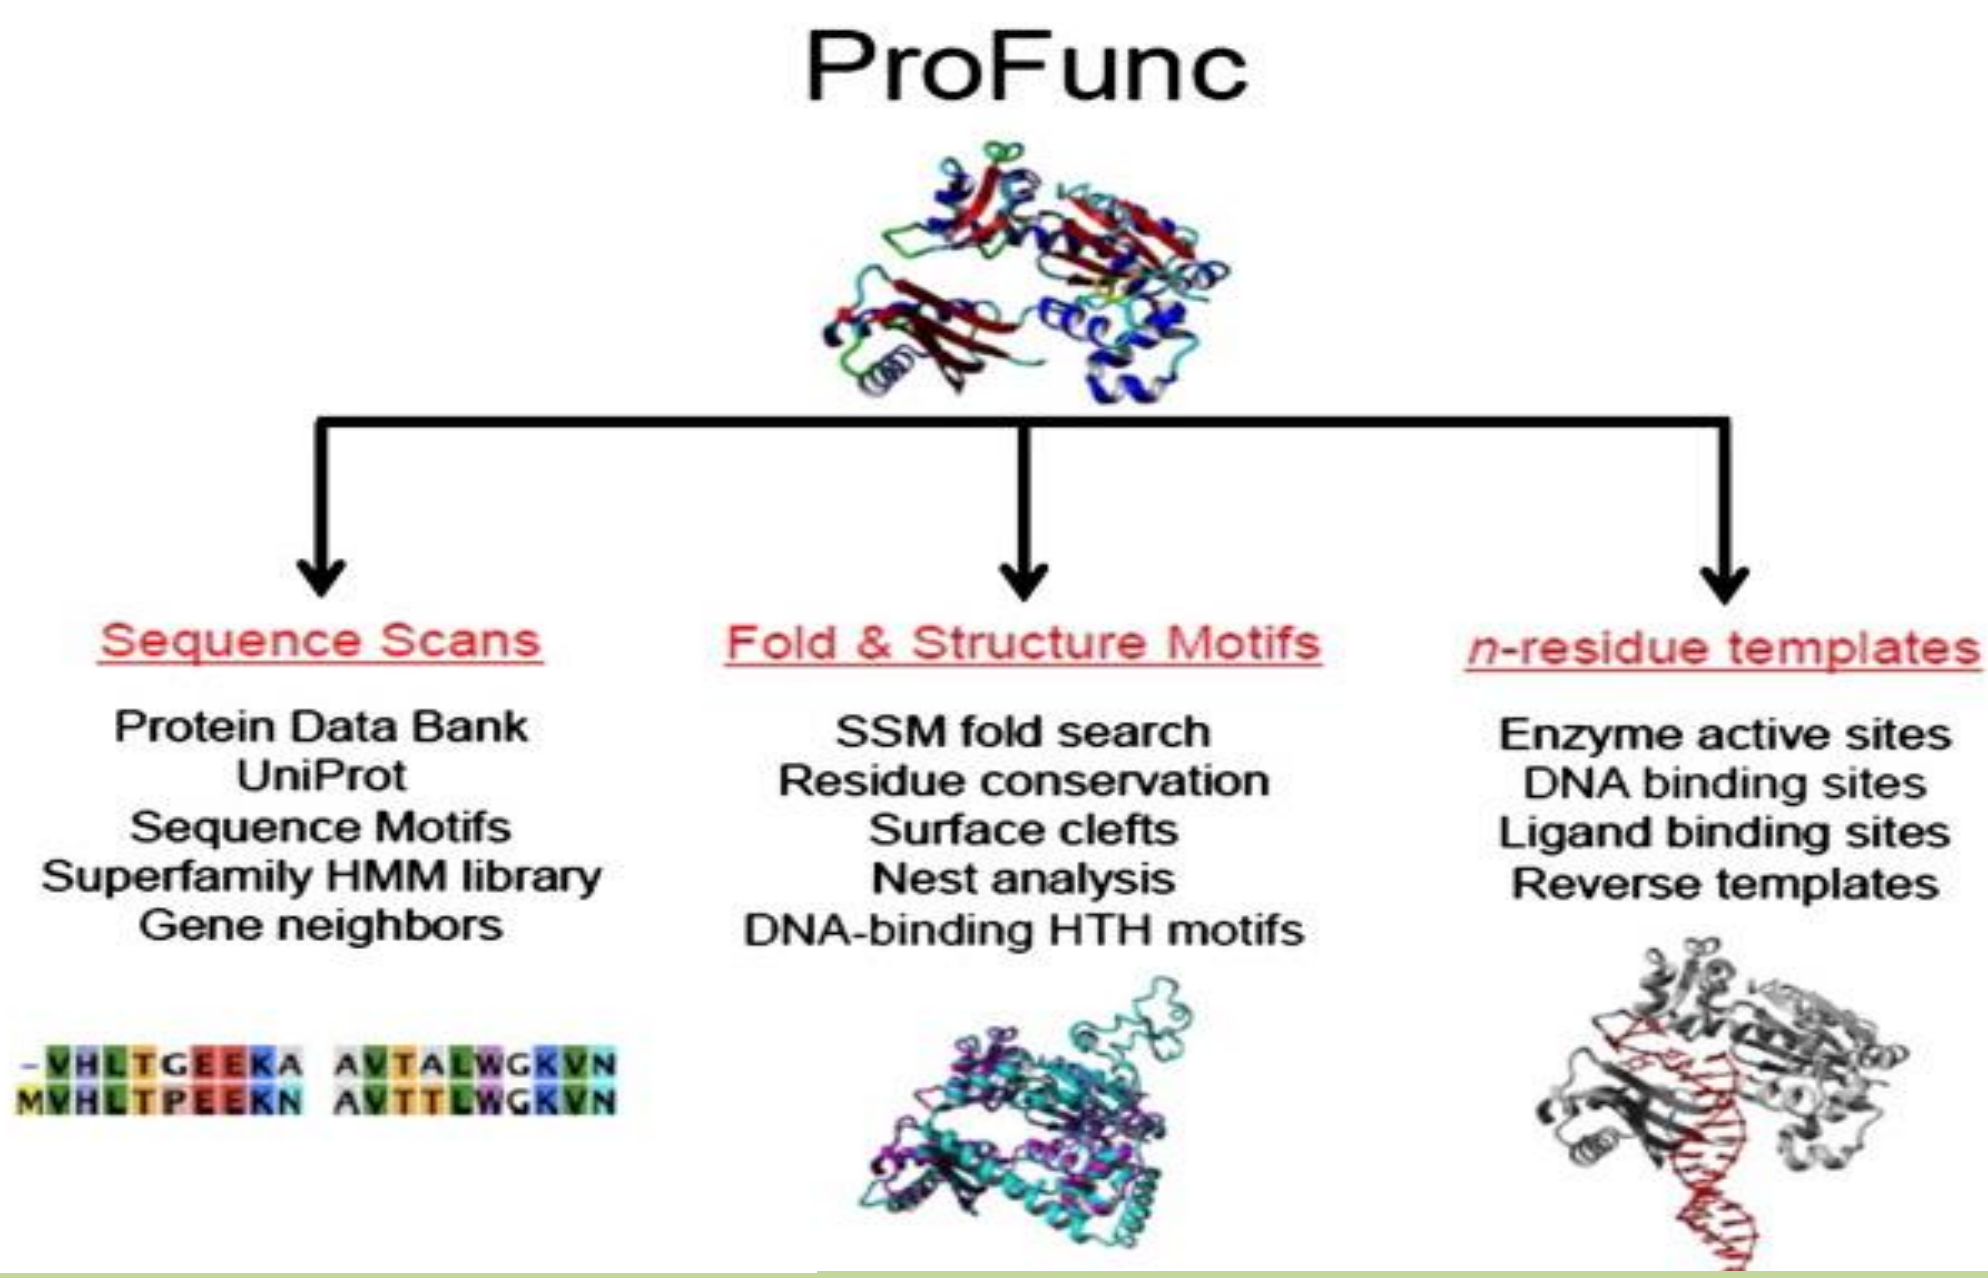 ProFunc
Sequence Scans
Protein Data Bank
UniProt
Sequence Motifs
Superfamily HMM library
Gene neighbors
-VHLTGEEKA AVTALWGKVN
MVHLTPEEKN AVTTLWGKVN
Fold & Structure Motifs
SSM fold search
Residue conservation
Surface clefts
Nest analysis
DNA-binding HTH motifs
n-residue templates
Enzyme active sites
DNA binding sites
Ligand binding sites
Reverse templates